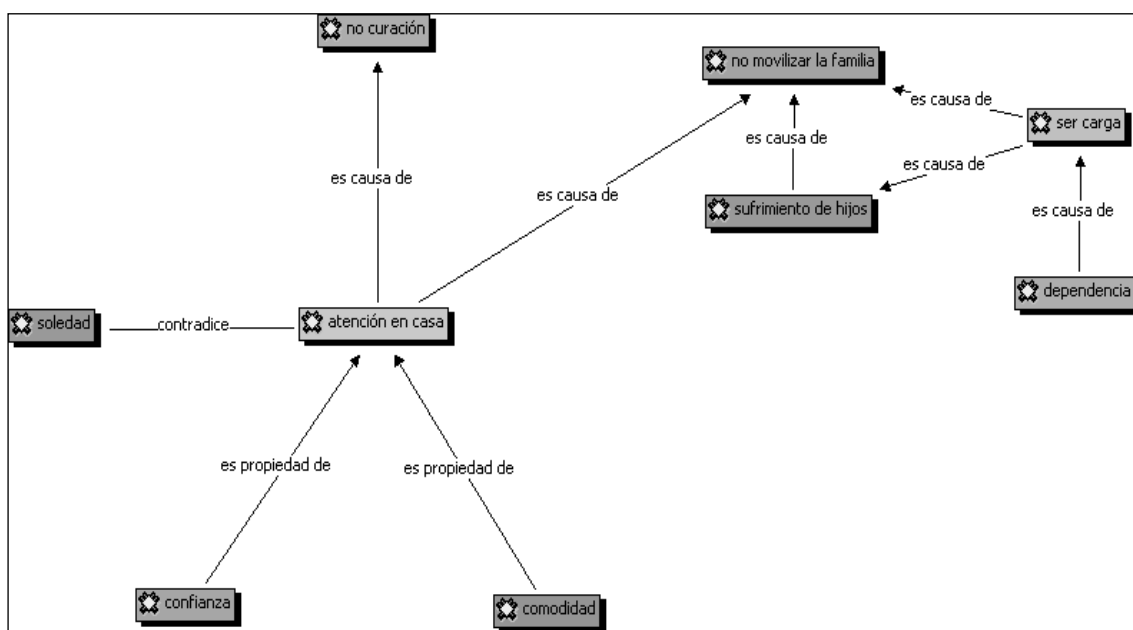 no curación
no movilizar la familia
es causa de
ser carga
es causa de
es causa de
es causa de
es causa de
sufrimiento de hijos
es causa de
dependencia
soledad
contradice
atención en casa
es propiedad de
es propiedad de
confianza
comodidad